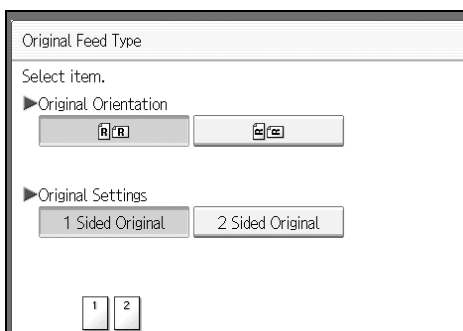 Original Feed Type
Select item.
▶Original Orientation
R R R R
▶Original Settings
1 Sided Original 2 Sided Original
1 2